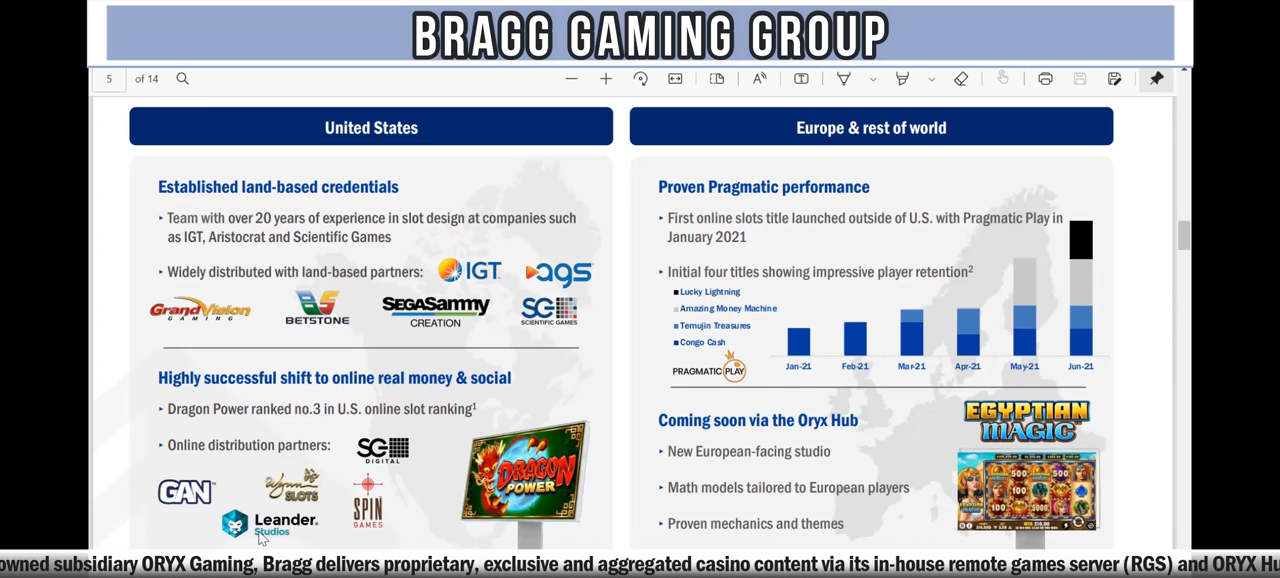 BRAGG GAMING GROUP
5 of 14
United States
Established land-based credentials
Team with over 20 years of experience in slot design at companies such
as IGT, Aristocrat and Scientific Games
Widely distributed with land-based partners:
IGT
ags
GrandVision
GAMING
BETSTONE
SEGASammy
CREATION
SG
SCIENTIFIC GAMES
Highly successful shift to online real money & social
Dragon Power ranked no.3 in U.S. online slot ranking1
Online distribution partners:
SG
DIGITAL
GAN
Wynn
SLOTS
SPIN
GAMES
Leander
Studios
DRAGON
POWER
Europe & rest of world
Proven Pragmatic performance
First online slots title launched outside of U.S. with Pragmatic Play in
January 2021
Initial four titles showing impressive player retention2
Lucky Lightning
Amazing Money Machine
Temujin Treasures
Congo Cash
PRAGMATIC PLAY
Jan-21 Feb-21 Mar-21 Apr-21 May-21 Jun-21
Coming soon via the Oryx Hub
New European-facing studio
Math models tailored to European players
Proven mechanics and themes
EGYPTIAN
MAGIC
500 500
100
owned subsidiary ORYX Gaming, Bragg delivers proprietary, exclusive and aggregated casino content via its in-house remote games server (RGS) and ORYX Hu